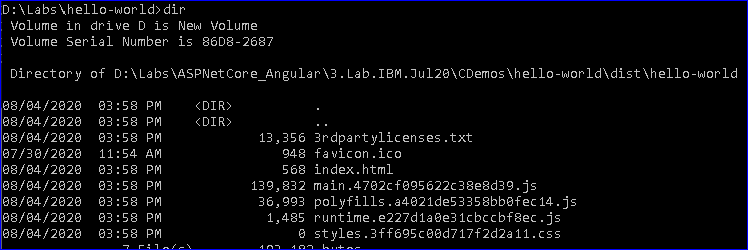 D:\Labs\hello-world>dir
Volume in drive D is New Volume
Volume Serial Number is 86D8-2687
Directory of D:\Labs\ASPNetCore_Angular\3.Lab.IBM.Jul20\CDemos\hello-world\dist\hello-world
08/04/2020 03:58 PM <DIR> .
08/04/2020 03:58 PM <DIR> ..
08/04/2020 03:58 PM 13,356 3rdpartylicenses.txt
07/30/2020 11:54 AM 948 favicon.ico
08/04/2020 03:58 PM 568 index.html
08/04/2020 03:58 PM 139,832 main.4702cf095622c38e8d39.js
08/04/2020 03:58 PM 36,993 polyfills.a4021de53358bb0fec14.js
08/04/2020 03:58 PM 1,485 runtime.e227d1a0e31cbccbf8ec.js
08/04/2020 03:58 PM 0 styles.3ff695c00d717f2d2a11.css
7 File(s) 193,182 bytes